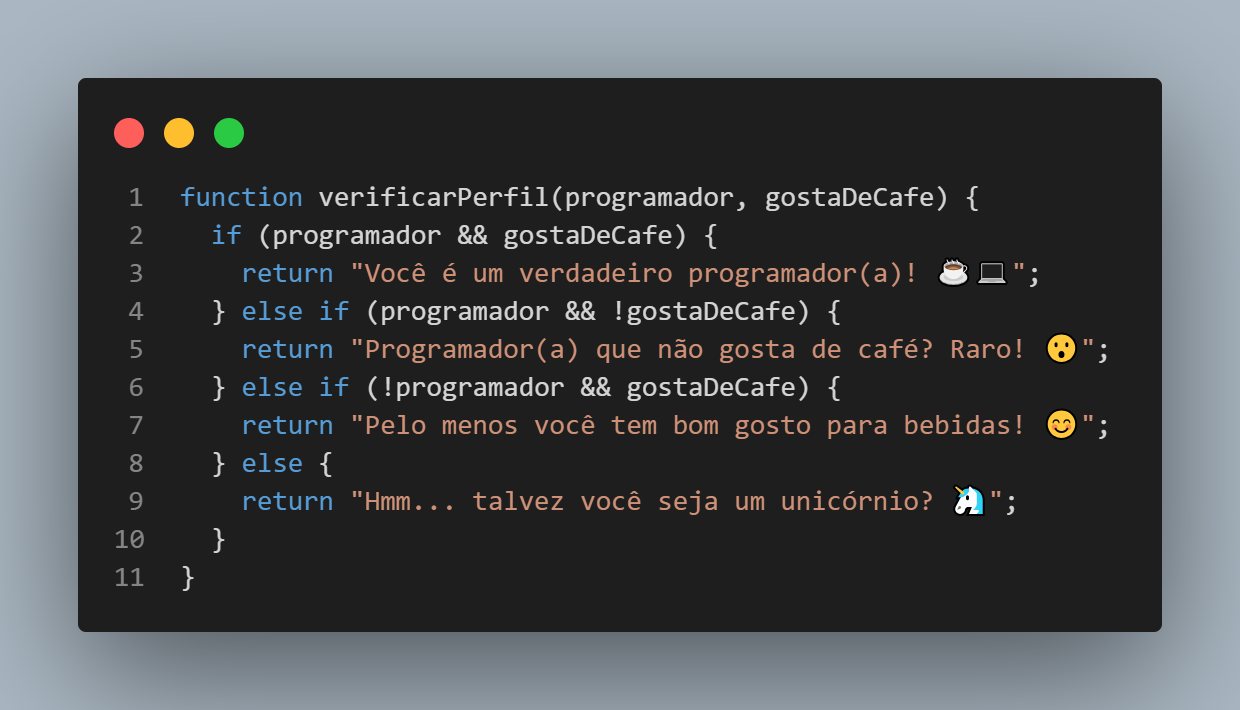 1 function verificarPerfil(programador, gostaDeCafe) {
2   if (programador && gostaDeCafe) {
3     return "Você é um verdadeiro programador(a)! ☕💻";
4   } else if (programador && !gostaDeCafe) {
5     return "Programador(a) que não gosta de café? Raro! 😮";
6   } else if (!programador && gostaDeCafe) {
7     return "Pelo menos você tem bom gosto para bebidas! 😊";
8   } else {
9     return "Hmm... talvez você seja um unicórnio? 🦄";
10   }
11 }